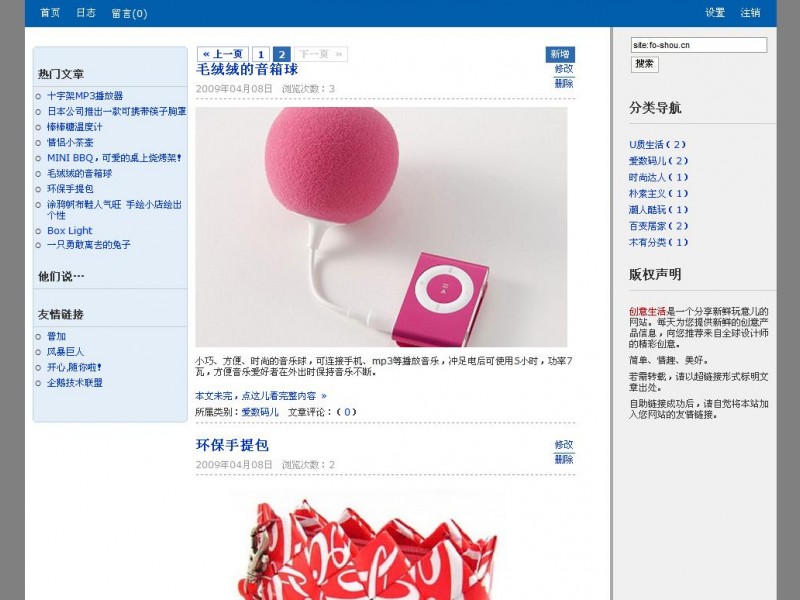 首页 日志 留言(0) 设置 注销
热门文章
十字架MP3播放器
日本公司推出一款可携带筷子胸罩
棒棒糖温度计
情侣小茶壶
MINI BBQ，可爱的桌上烧烤架!
毛绒绒的音箱球
环保手提包
涂鸦帆布鞋人气旺 手绘小店绘出
个性
Box Light
一只勇敢离去的兔子
他们说…
友情链接
普加
风暴巨人
开心,随你啦!
企鹅技术联盟
« 上一页 1 2 下一页 » 新增
毛绒绒的音箱球 修改
2009年04月08日 浏览次数：3 删除
小巧、方便、时尚的音乐球，可连接手机、mp3等播放音乐，冲足电后可使用5小时，功率7
瓦，方便音乐爱好者在外出时保持音乐不断。
本文未完，点这儿看完整内容 »
所属类别：爱数码儿 文章评论：( 0 )
环保手提包 修改
2009年04月08日 浏览次数：2 删除
site:fo-shou.cn
搜索
分类导航
U质生活 ( 2 )
爱数码儿 ( 2 )
时尚达人 ( 1 )
朴素主义 ( 1 )
潮人酷玩 ( 1 )
百变居家 ( 2 )
木有分类 ( 1 )
版权声明
创意生活是一个分享新鲜玩意儿的
网站。每天为您提供新鲜的创意产
品信息，向您推荐来自全球设计师
的精彩创意。
简单、情趣、美好。
若需转载，请以超链接形式标明文
章出处。
自助链接成功后，请自觉将本站加
入您网站的友情链接。